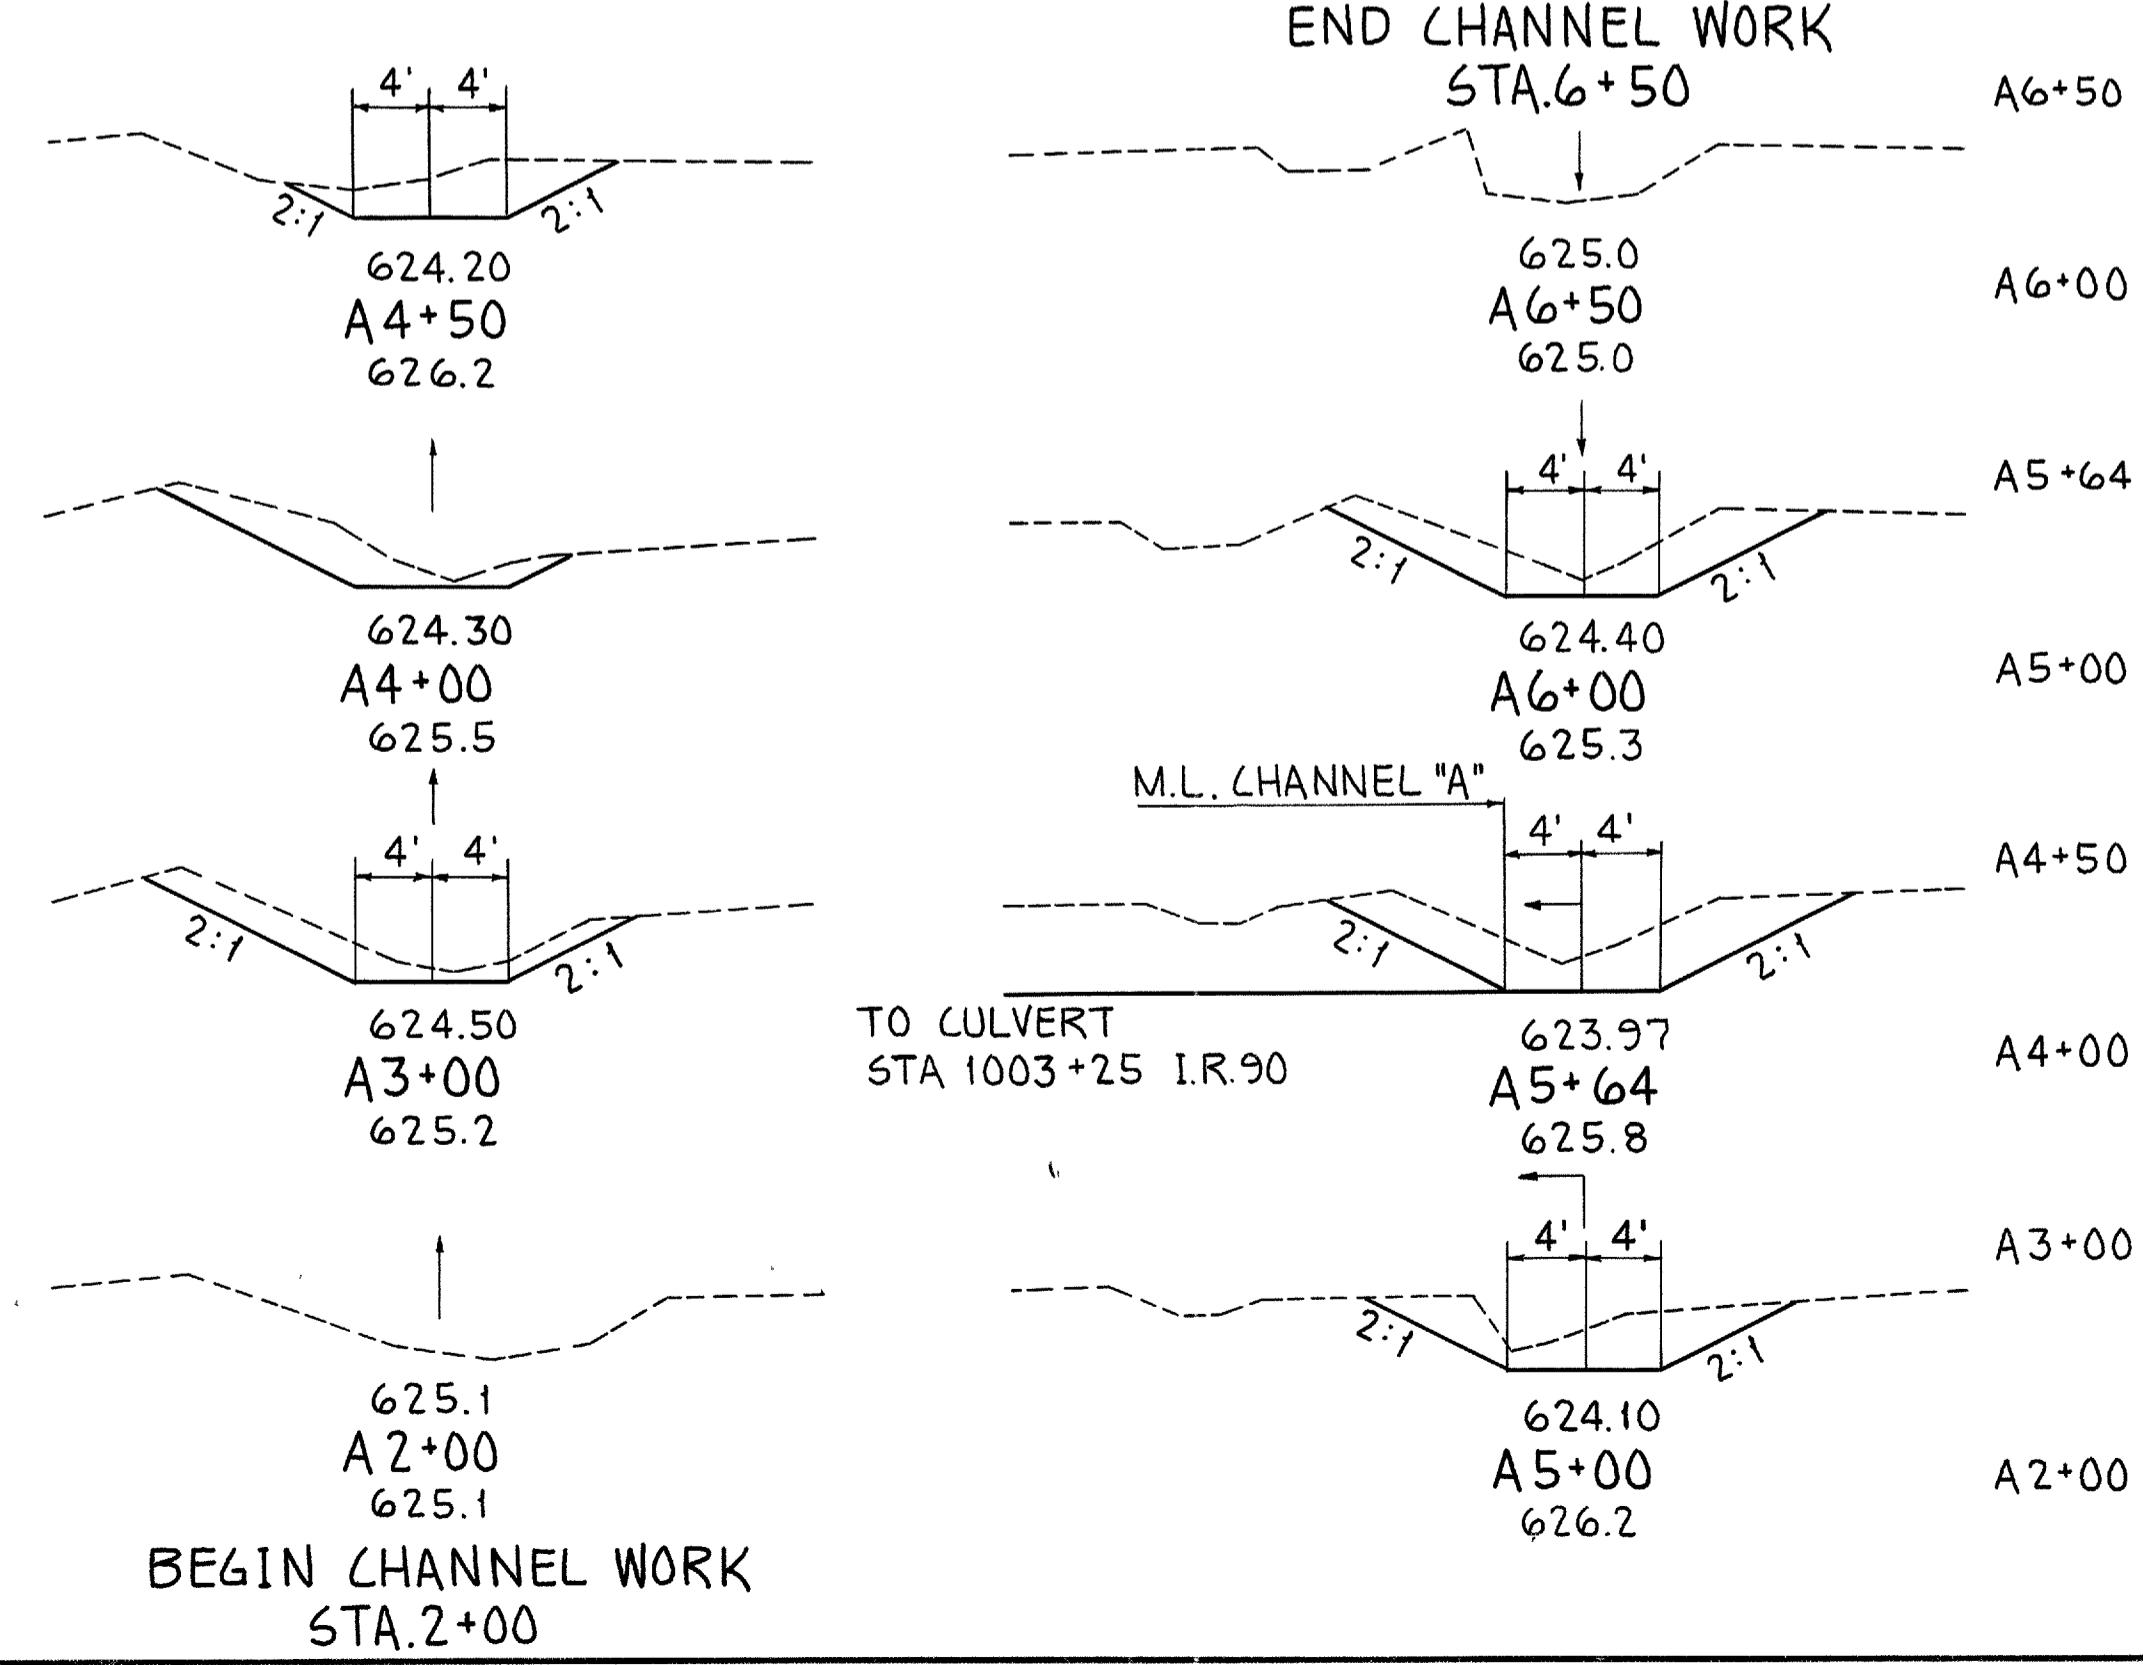 4' 4'
2:1 2:1
624.20
A4+50
626.2
624.30
A4+00
625.5
4' 4'
2:1 2:1
624.50
A3+00
625.2
625.1
A2+00
625.1
BEGIN CHANNEL WORK
STA.2+00
END CHANNEL WORK
STA.6+50
625.0
A6+50
625.0
4' 4'
2:1 2:1
624.40
A6+00
625.3
M.L. CHANNEL "A"
4' 4'
2:1 2:1
TO CULVERT
STA 1003+25 I.R.90
623.97
A5+64
625.8
4' 4'
2:1 2:1
624.10
A5+00
626.2
A6+50
A6+00
A5+64
A5+00
A4+50
A4+00
A3+00
A2+00